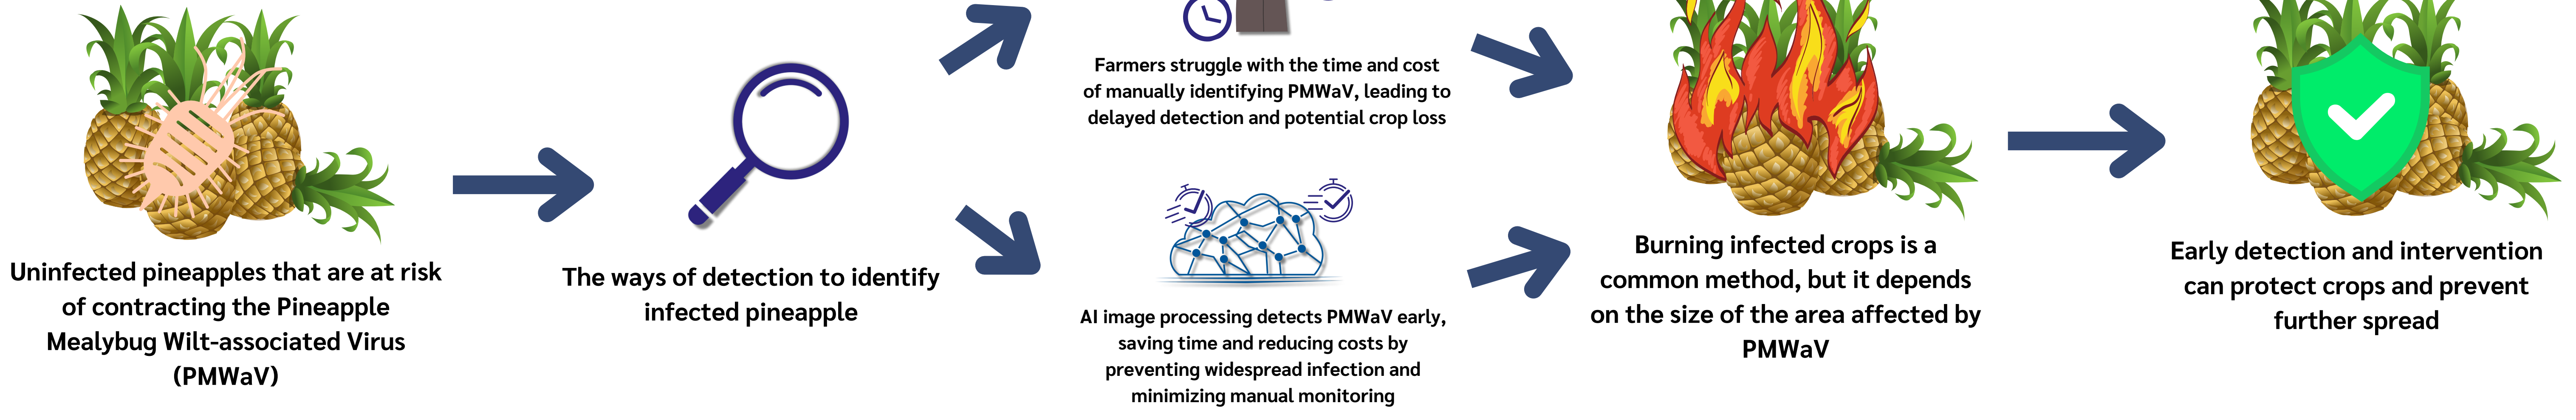 Uninfected pineapples that are at risk
of contracting the Pineapple
Mealybug Wilt-associated Virus
(PMWaV)
The ways of detection to identify
infected pineapple
Farmers struggle with the time and cost
of manually identifying PMWaV, leading to
delayed detection and potential crop loss
AI image processing detects PMWaV early,
saving time and reducing costs by
preventing widespread infection and
minimizing manual monitoring
Burning infected crops is a
common method, but it depends
on the size of the area affected by
PMWaV
Early detection and intervention
can protect crops and prevent
further spread